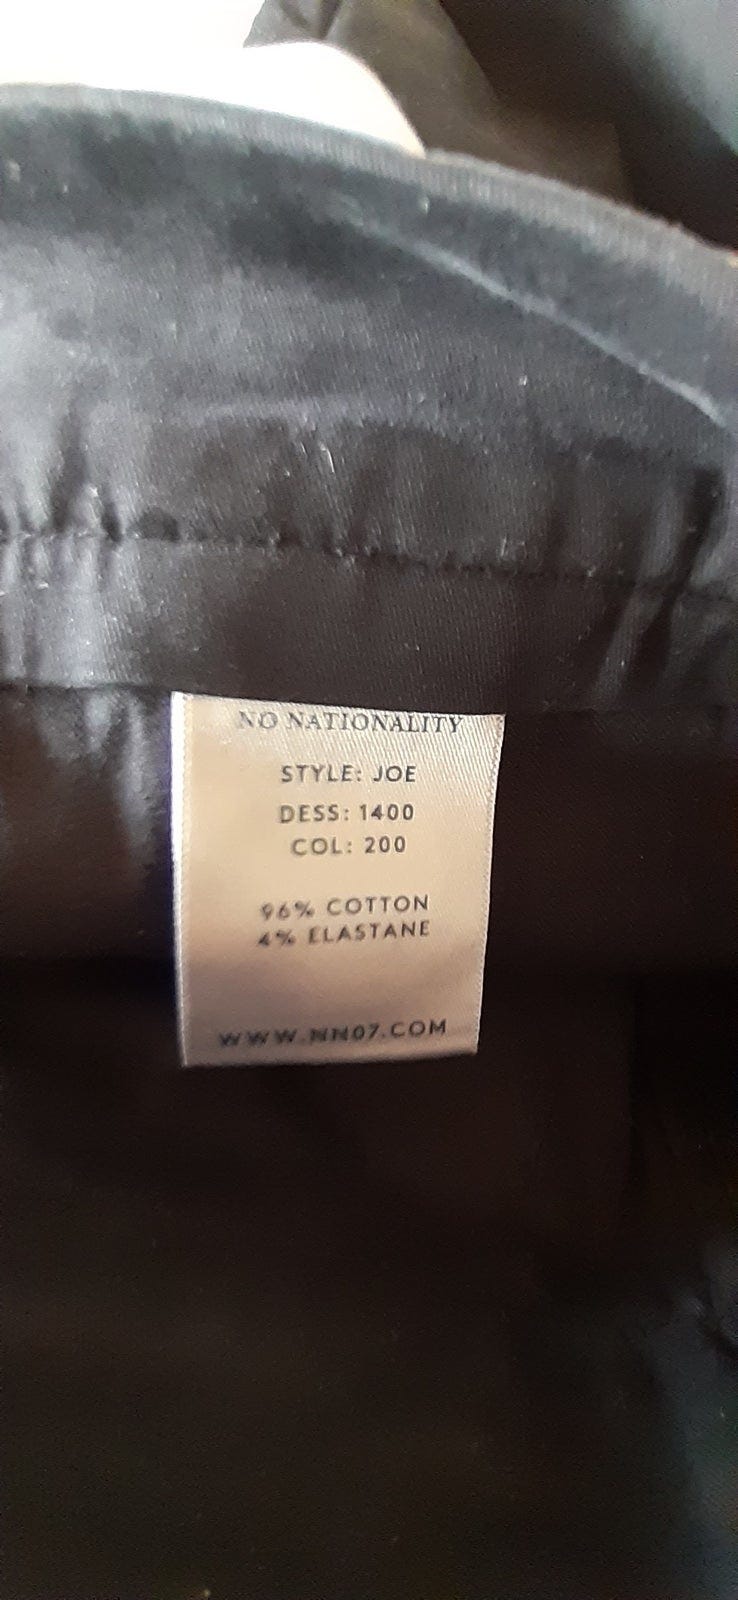 NO NATIONALITY
STYLE: JOE
DESS: 1400
COL: 200
96% COTTON
4% ELASTANE
WWW.NN07.COM